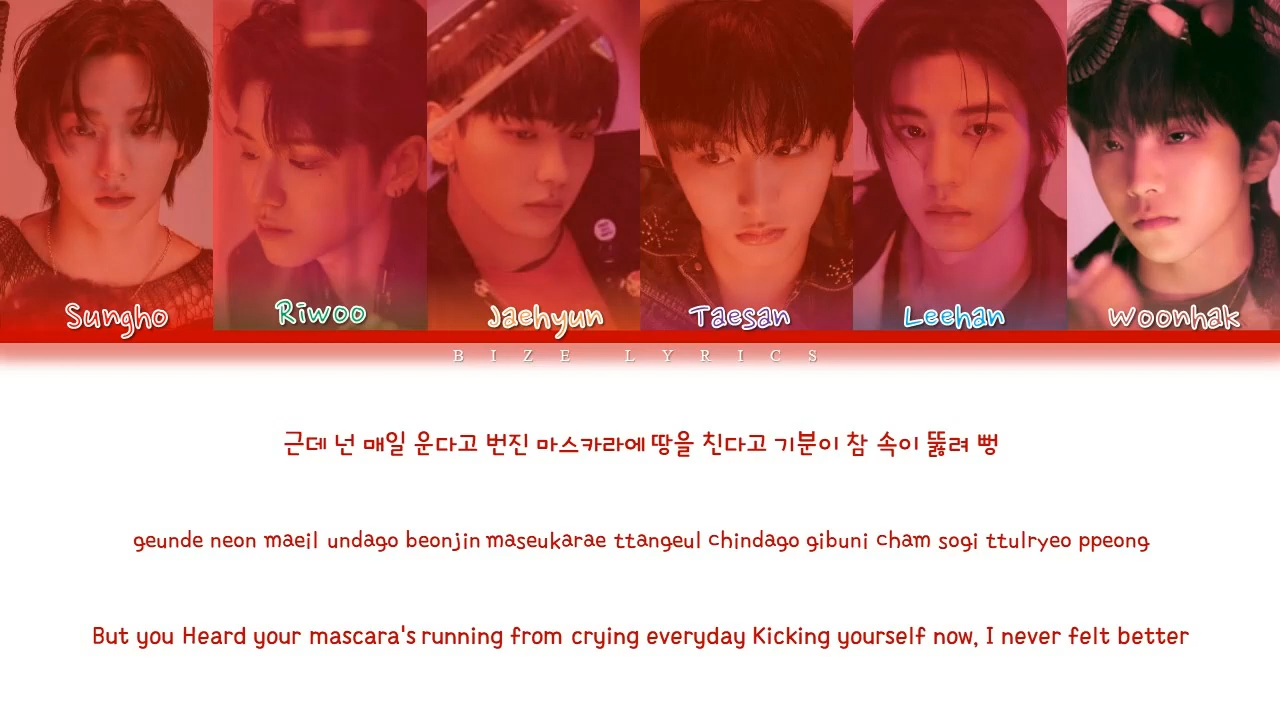 Sungho
Riwoo
Jaehyun
Taesan
Leehan
Woonhak
BIZE LYRICS
근데 넌 매일 운다고 번진 마스카라에 땅을 친다고 기분이 참 속이 뚫려 뻥
geunde neon maeil undago beonjin maseukarae ttangeul chindago gibuni cham sogi ttulryeo ppeong
But you Heard your mascara's running from crying everyday Kicking yourself now, I never felt better